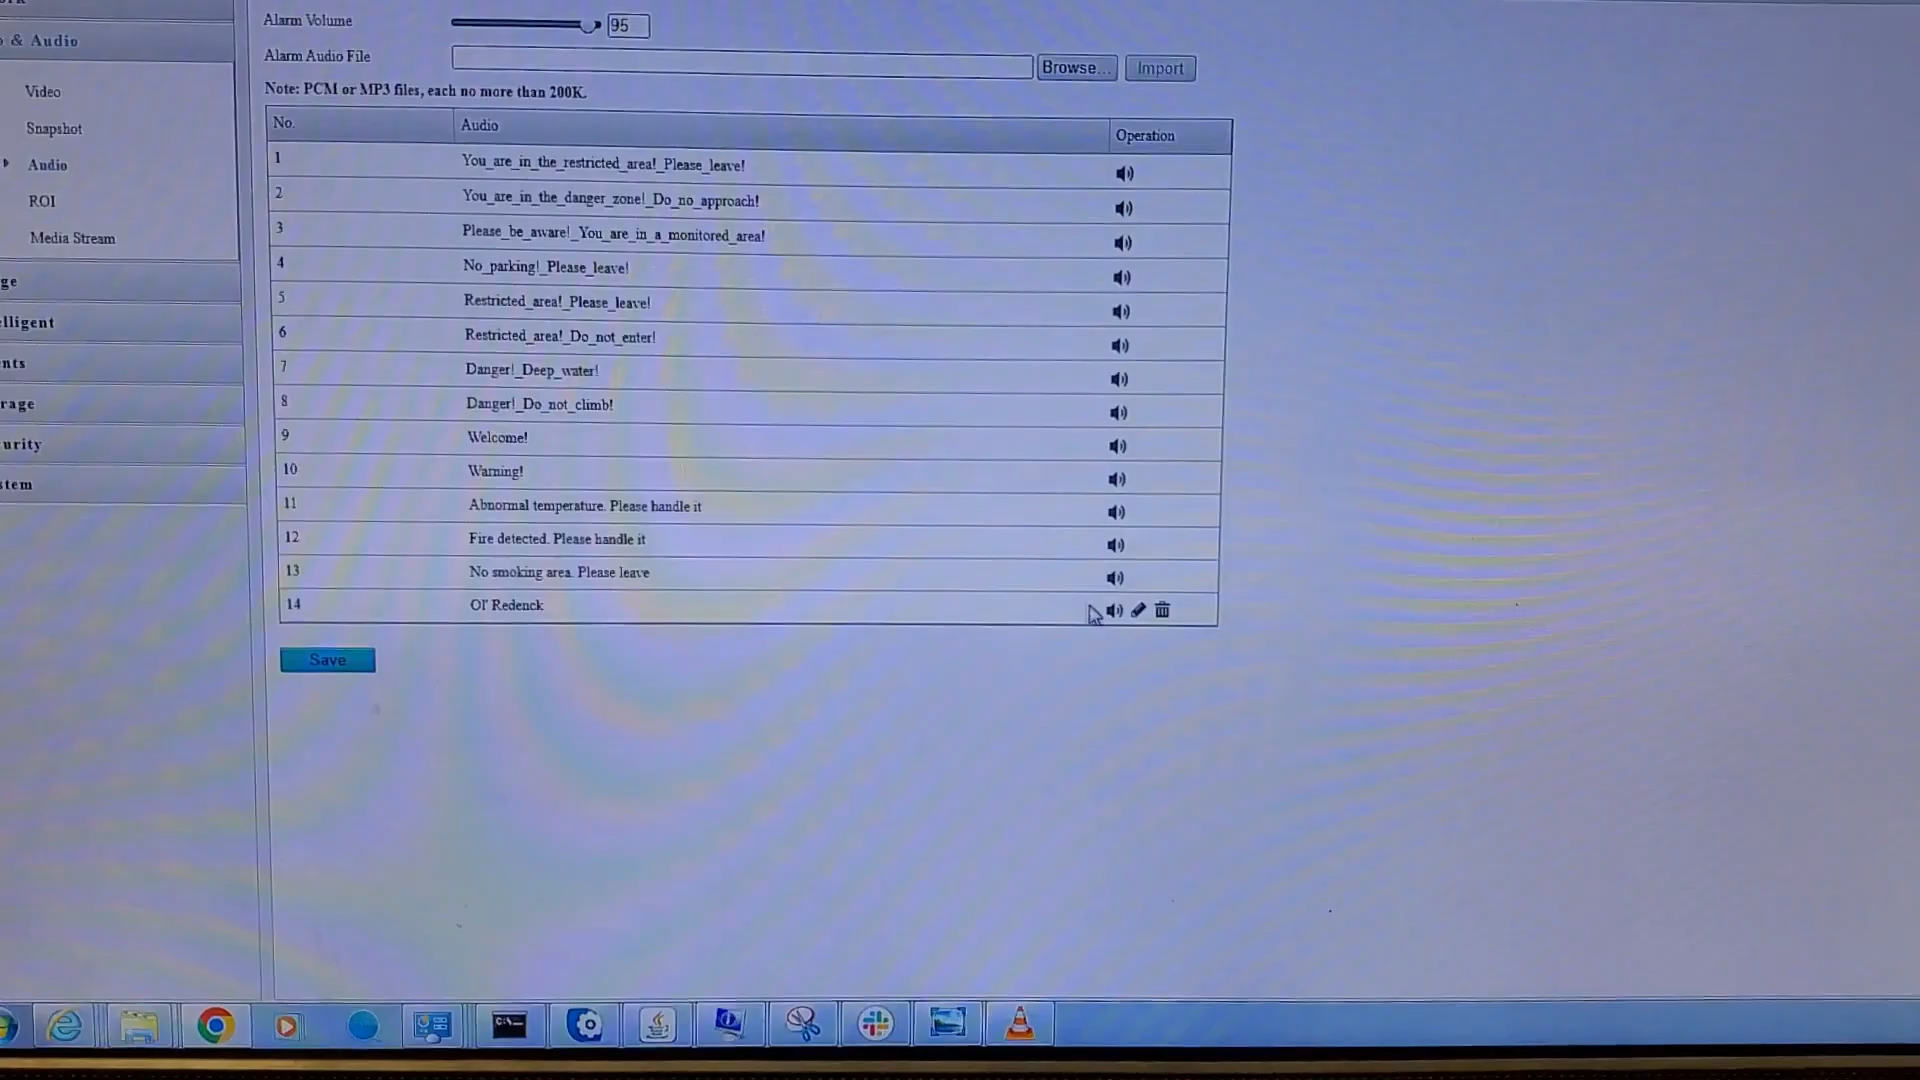 Alarm Volume 95
& Audio
Alarm Audio File Browse... Import
Video
Note: PCM or MP3 files, each no more than 200K.
Snapshot
No. Audio Operation
Audio
1 You_are_in_the_restricted_area!_Please_leave!
ROI
2 You_are_in_the_danger_zone!_Do_no_approach!
Media Stream
3 Please_be_aware!_You_are_in_a_monitored_area!
ge
4 No_parking!_Please_leave!
5 Restricted_area!_Please_leave!
lligent
6 Restricted_area!_Do_not_enter!
nts
7 Danger!_Deep_water!
rage
8 Danger!_Do_not_climb!
urity
9 Welcome!
10 Warning!
stem
11 Abnormal temperature. Please handle it
12 Fire detected. Please handle it
13 No smoking area. Please leave
14 Ol' Redenck
Save
C:\